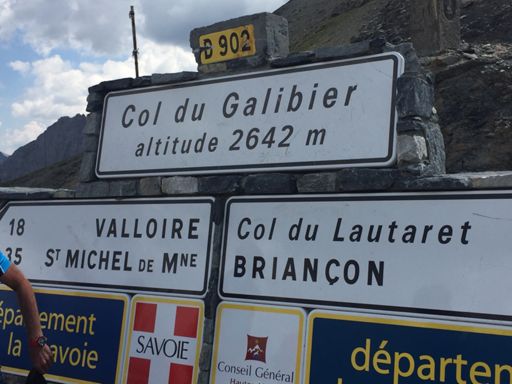 D 902
Col du Galibier
altitude 2642 m
18 VALLOIRE
35 ST MICHEL DE MNE
Col du Lautaret
BRIANÇON
épartement
la Savoie
SAVOIE
Conseil Général
départem